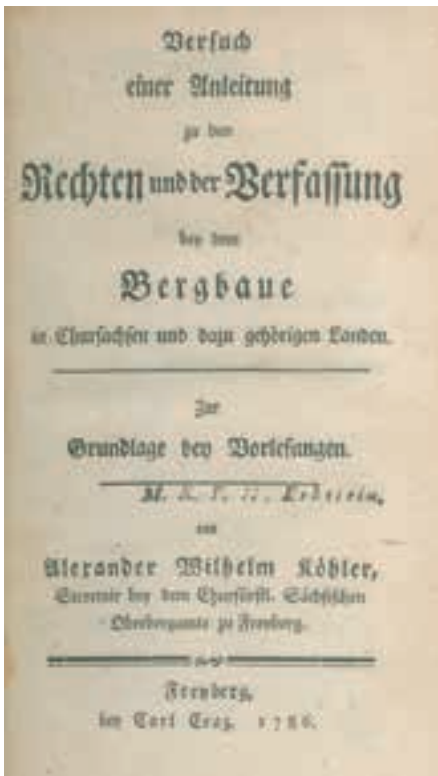 Versuch
einer Anleitung
zu den
Rechten und der Verfassung
bey dem
Bergbaue
in Chursachsen und dazu gehörigen Landen.
Zur
Grundlage bey Vorlesungen.
M.
von
Alexander Wilhelm Köhler,
bey dem Churfürstl. Sächsischen
Oberbergamte zu Freyberg.
Freyberg,
bey Carl Craz. 1786.